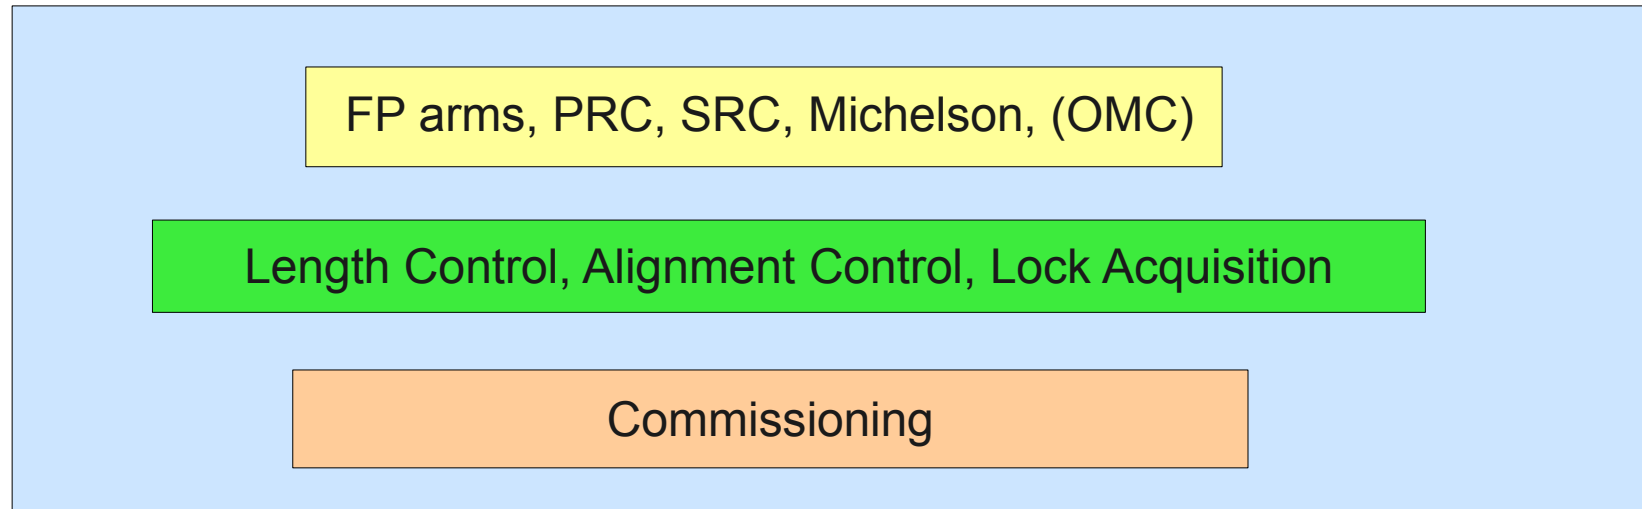 FP arms, PRC, SRC, Michelson, (OMC)
Length Control, Alignment Control, Lock Acquisition
Commissioning